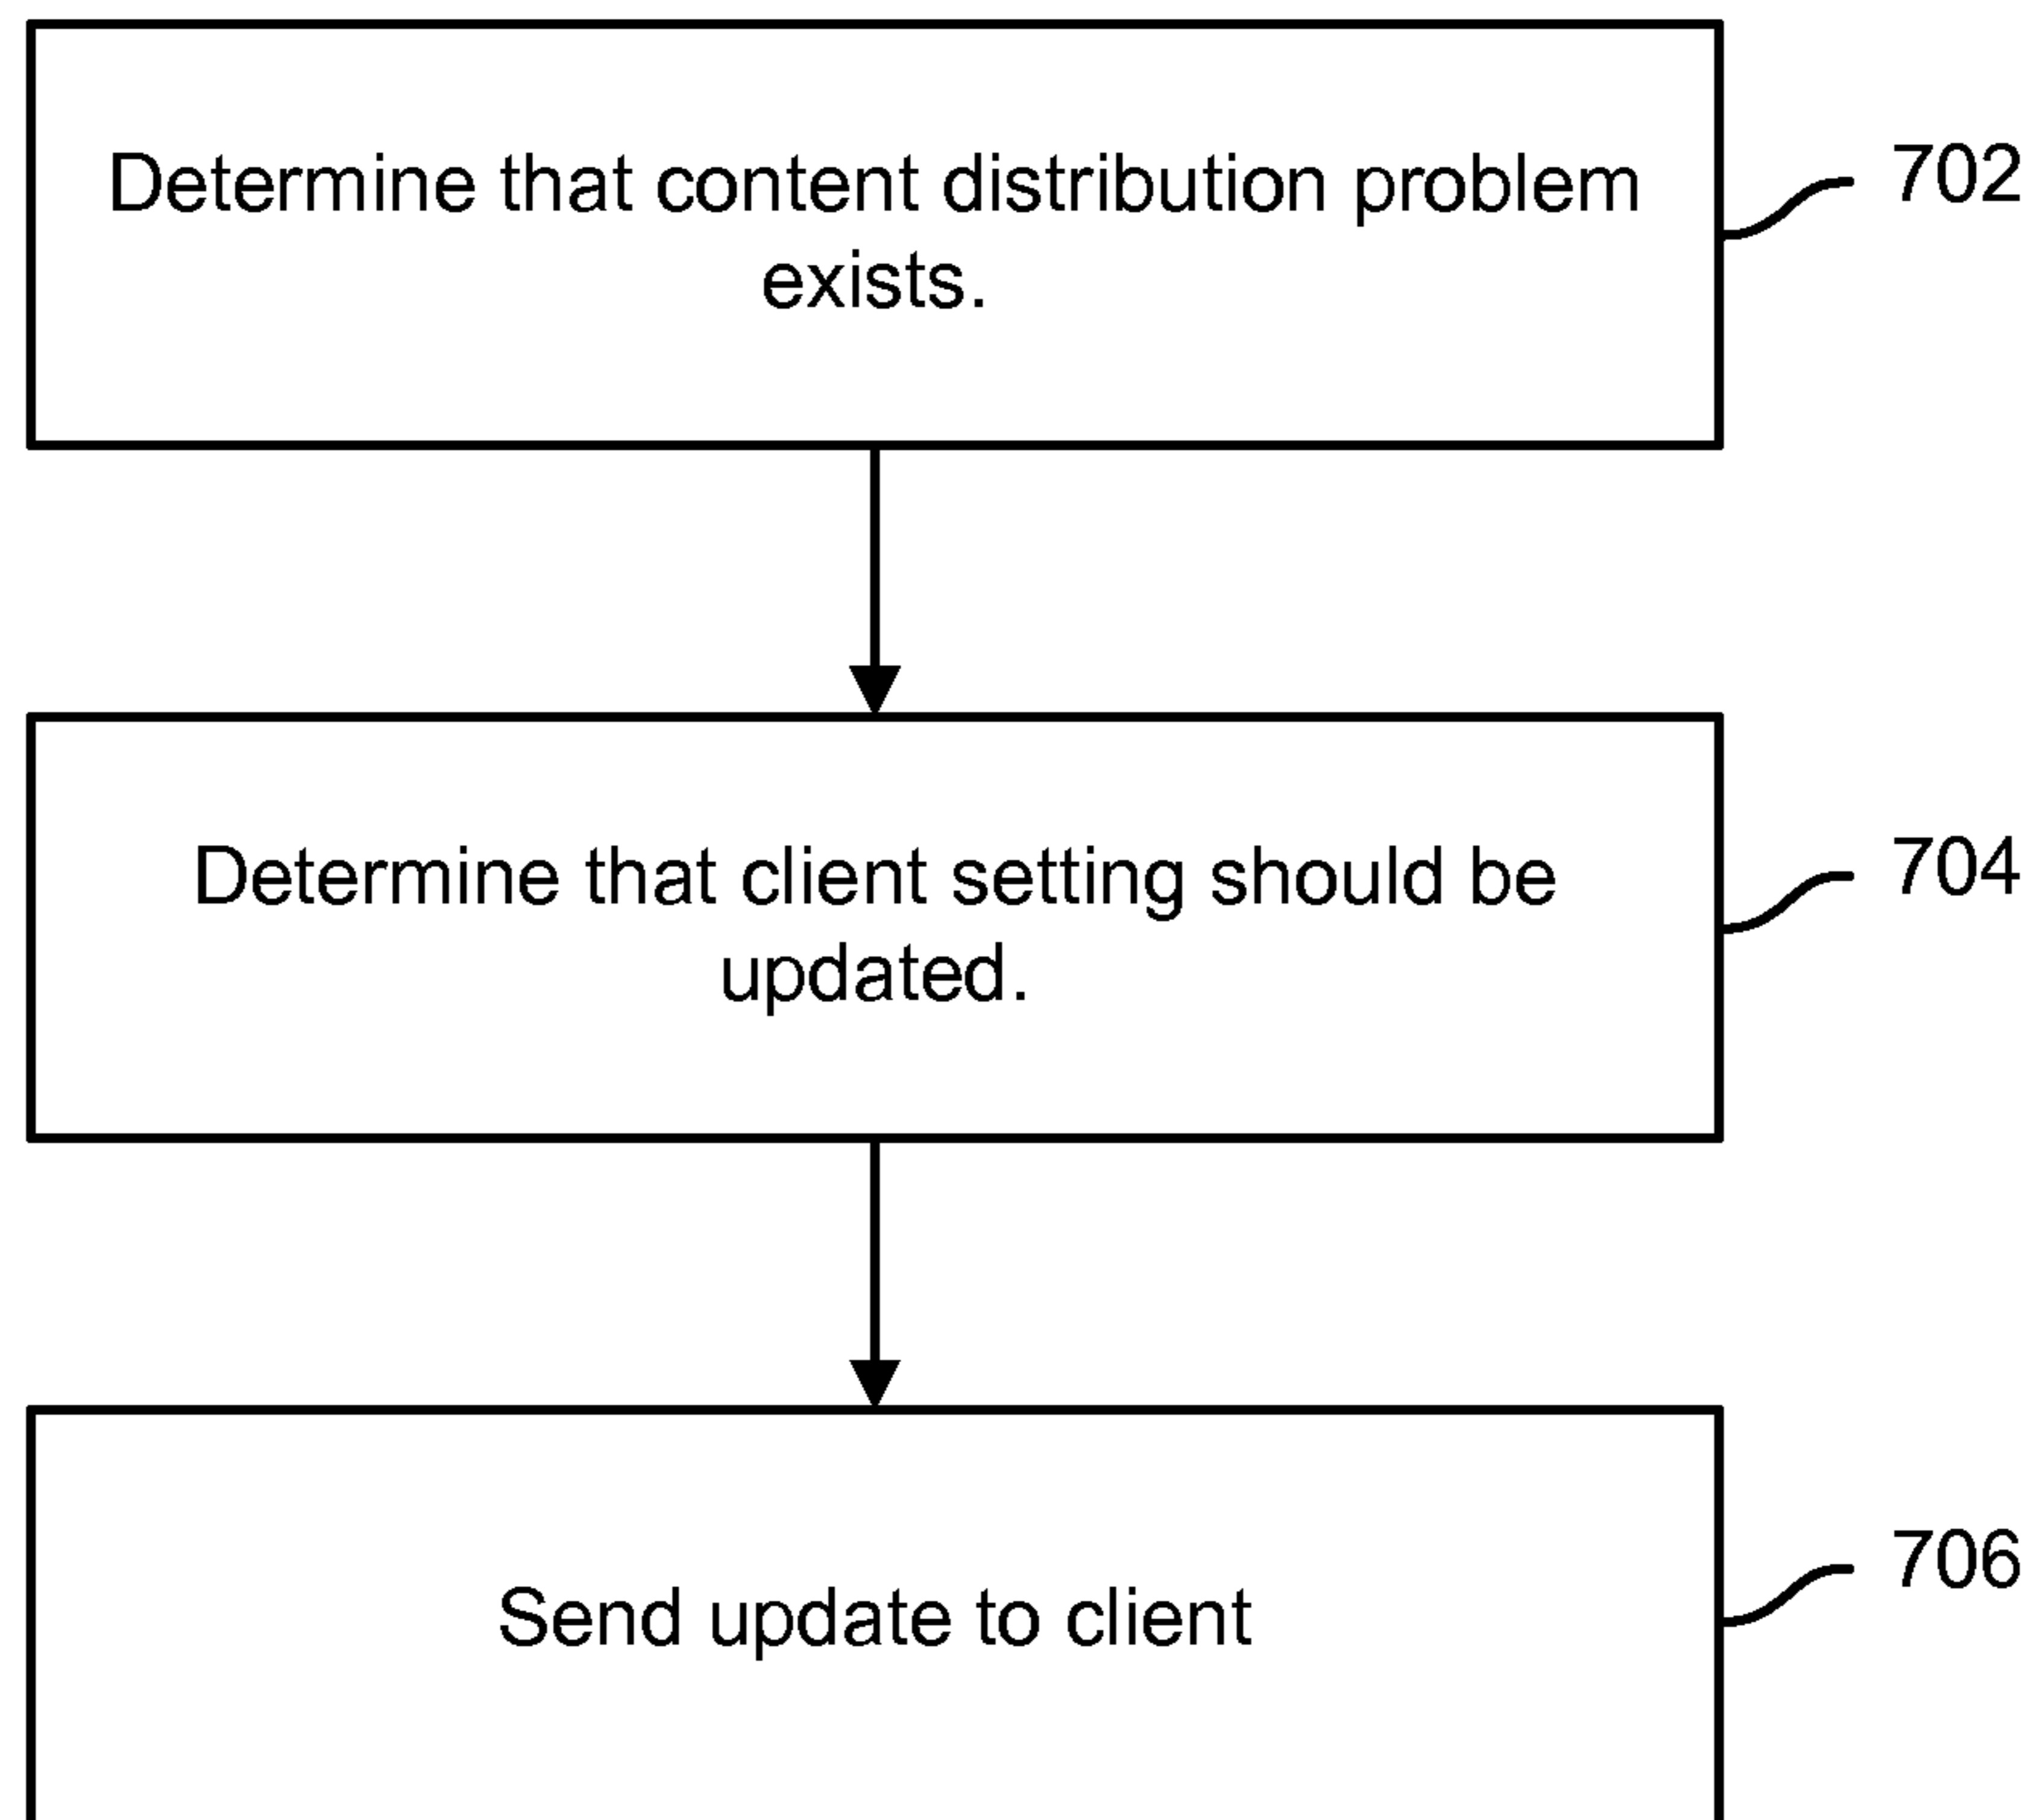 Determine that content distribution problem
exists.
702
Determine that client setting should be
updated.
704
Send update to client
706